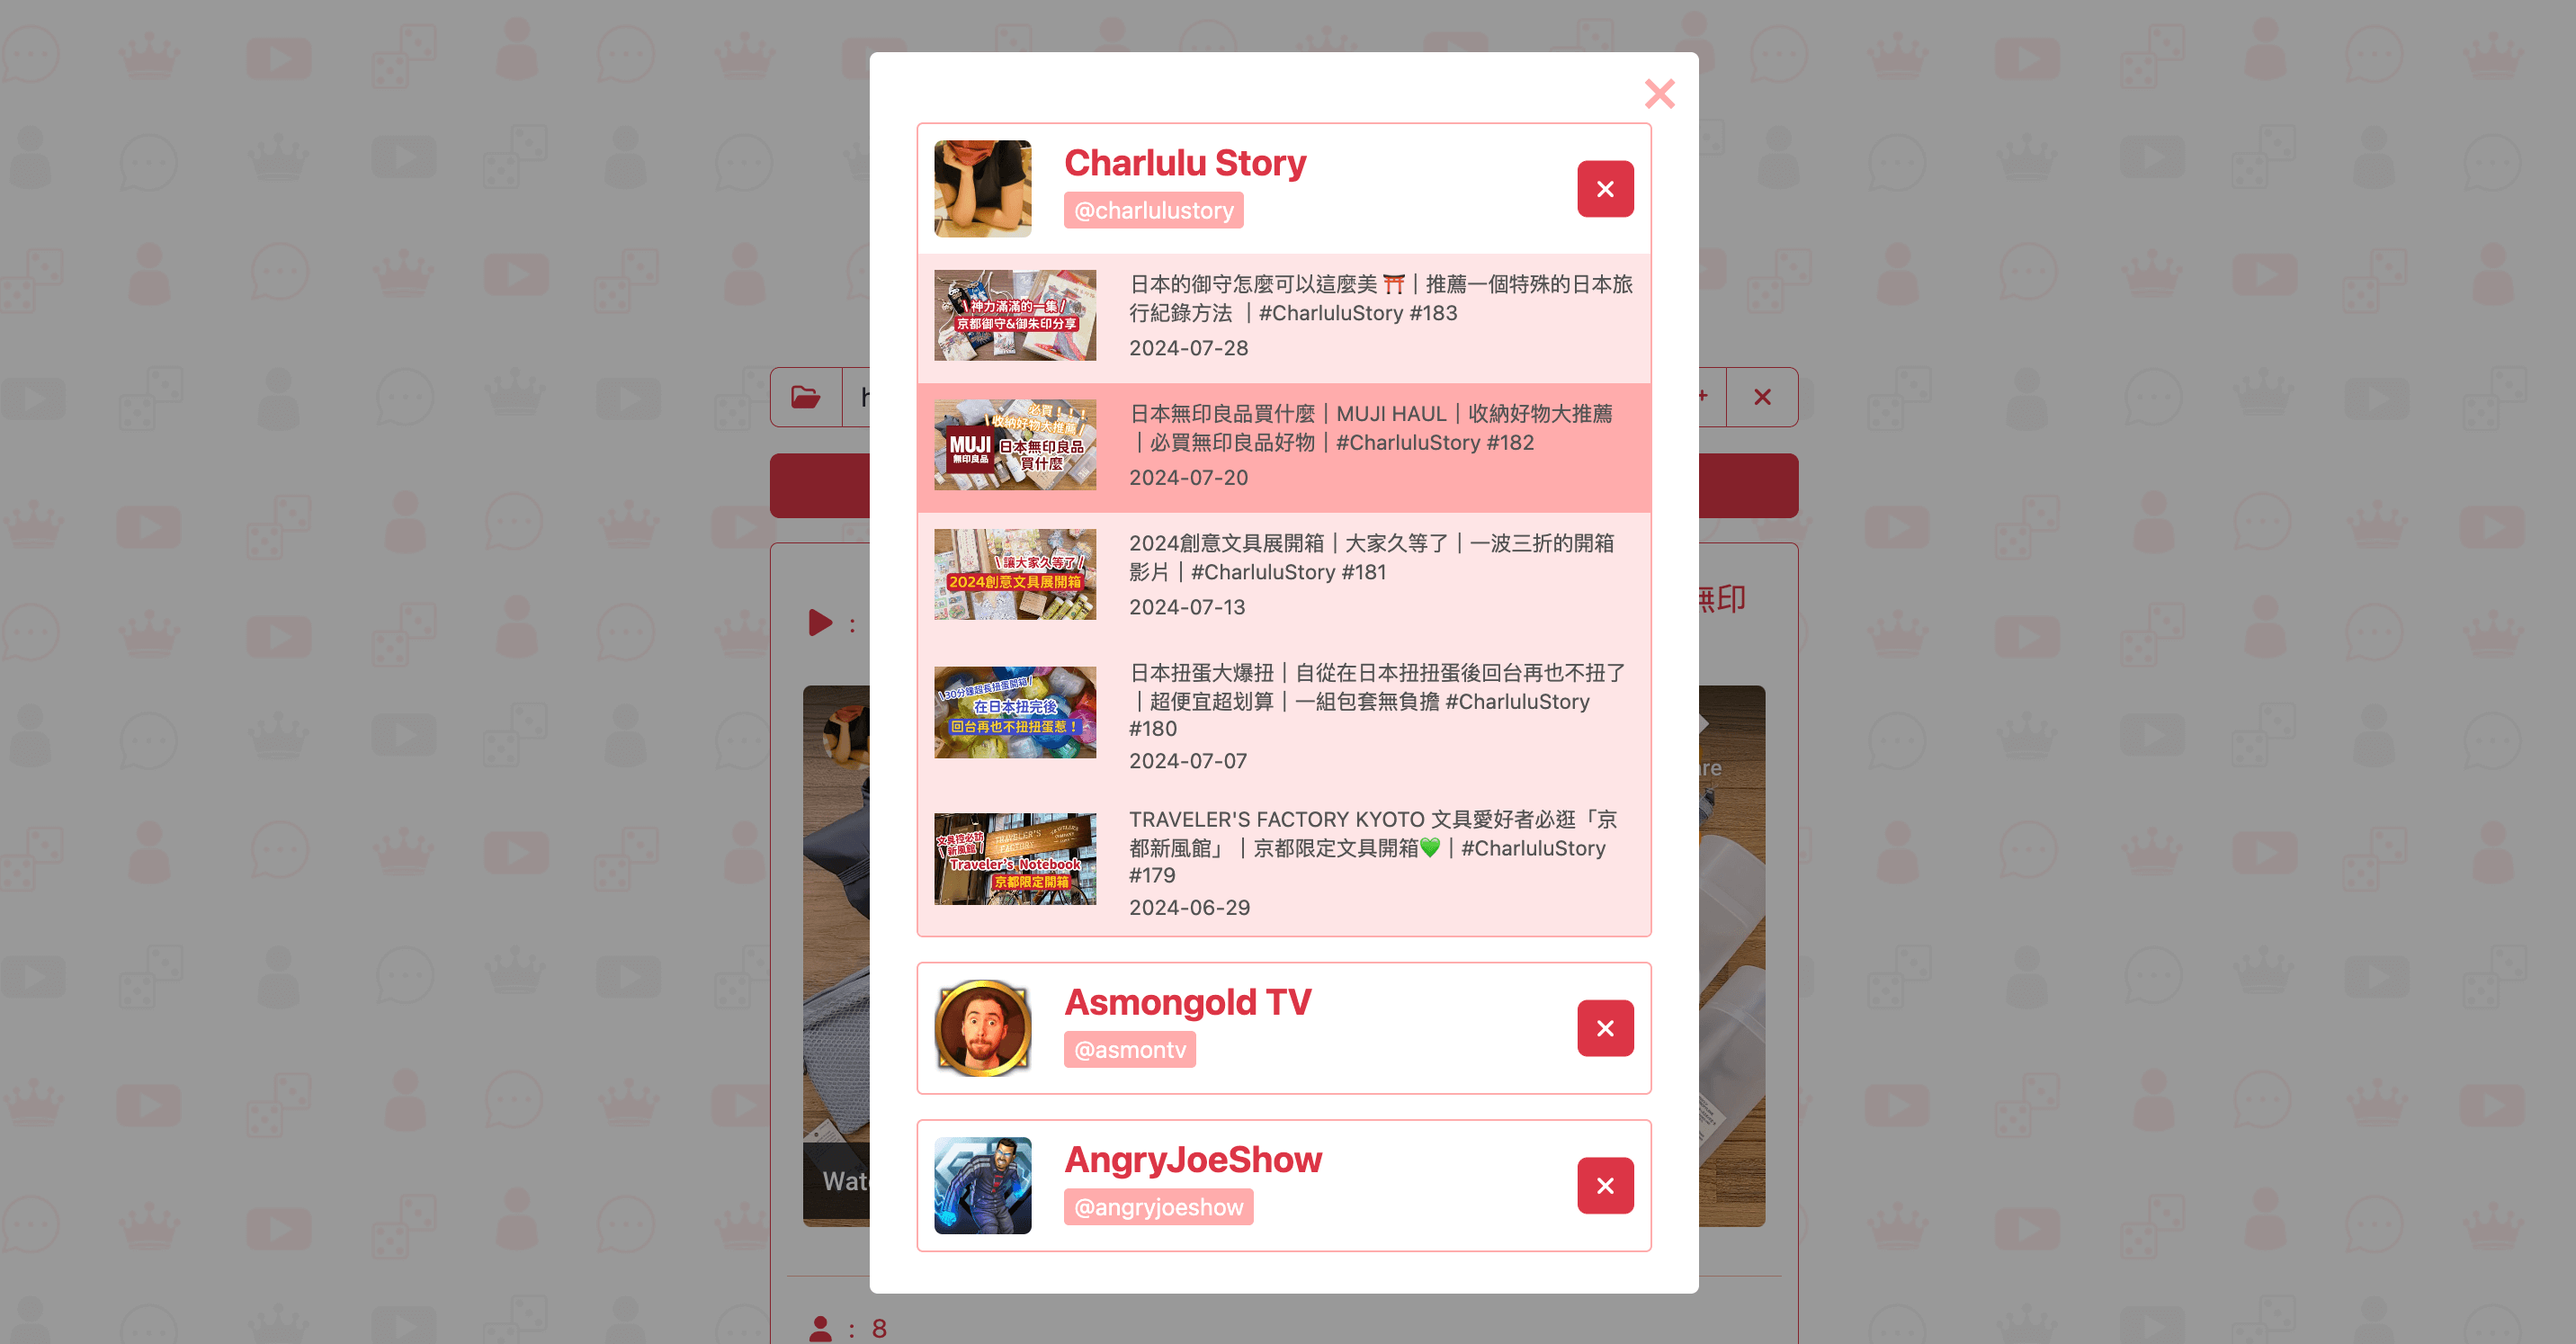 Charlulu Story
@charlulustory
\神力滿滿的一集/
京都御守&御朱印分享
日本的御守怎麼可以這麼美 ⛩️｜推薦一個特殊的日本旅
行紀錄方法 ｜#CharluluStory #183
2024-07-28
必買！！！
\收納好物大推薦/
MUJI
無印良品
日本無印良品
買什麼
日本無印良品買什麼｜MUJI HAUL｜收納好物大推薦
｜必買無印良品好物｜#CharluluStory #182
2024-07-20
\讓大家久等了/
2024創意文具展開箱
2024創意文具展開箱｜大家久等了｜一波三折的開箱
影片｜#CharluluStory #181
2024-07-13
\30分鐘超長扭蛋開箱/
在日本扭完後
回台再也不扭扭蛋惹！
日本扭蛋大爆扭｜自從在日本扭扭蛋後回台再也不扭了
｜超便宜超划算｜一組包套無負擔 #CharluluStory
#180
2024-07-07
文具控必訪
\新風館/
TRAVELER'S
FACTORY
Traveler's Notebook
京都限定開箱
TRAVELER'S FACTORY KYOTO 文具愛好者必逛「京
都新風館」｜京都限定文具開箱💚｜#CharluluStory
#179
2024-06-29
Asmongold TV
@asmontv
AngryJoeShow
@angryjoeshow
h
:
無印
are
Wat
: 8